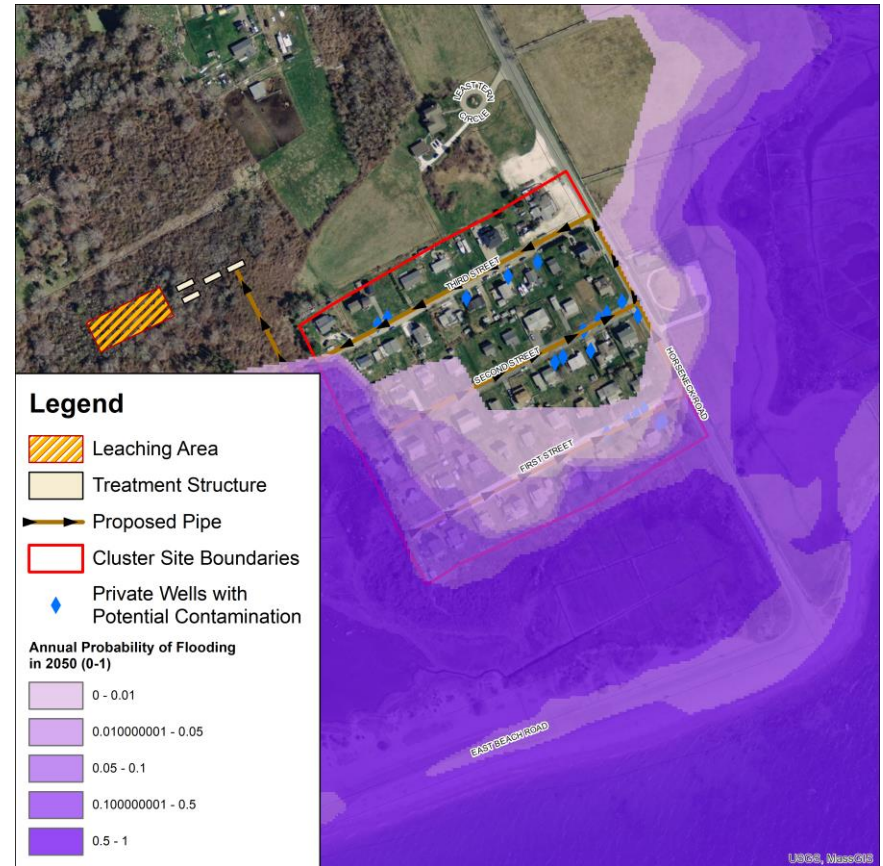 LEAST TERN
CIRCLE
THIRD STREET
SECOND STREET
HORSENECK ROAD
FIRST STREET
EAST BEACH ROAD
Legend
Leaching Area
Treatment Structure
Proposed Pipe
Cluster Site Boundaries
Private Wells with
Potential Contamination
Annual Probability of Flooding
in 2050 (0-1)
0 - 0.01
0.010000001 - 0.05
0.05 - 0.1
0.100000001 - 0.5
0.5 - 1
USGS, MassGIS